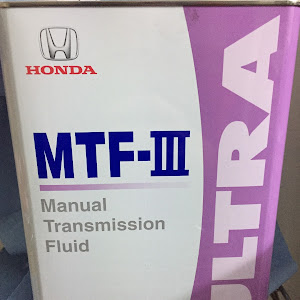 HONDA
MTF-III
Manual
Transmission
Fluid
ULTRA